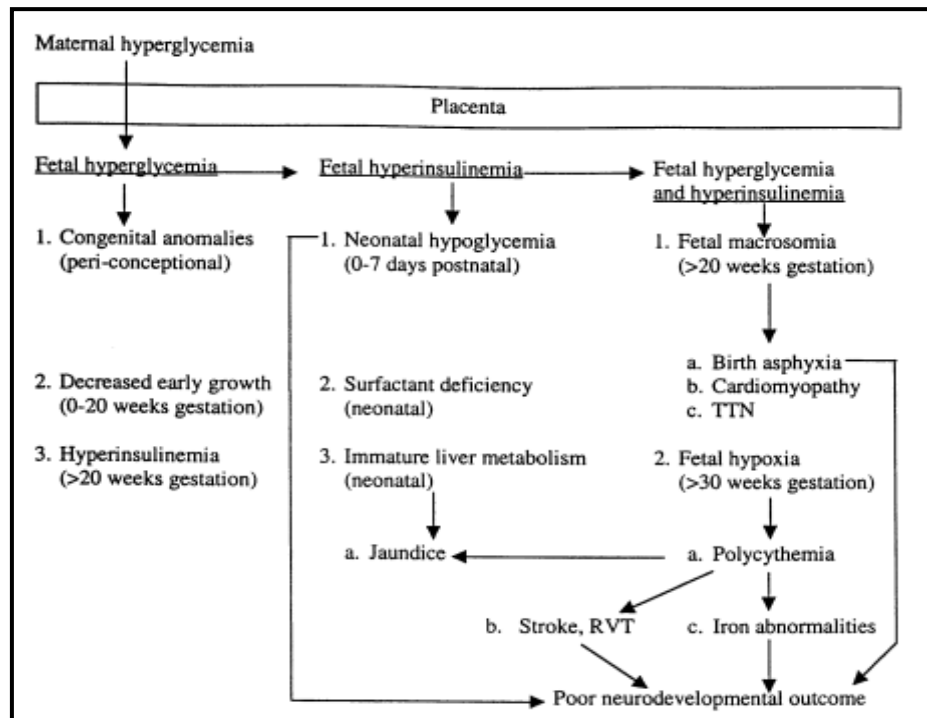 Maternal hyperglycemia
Placenta
Fetal hyperglycemia
1. Congenital anomalies
(peri-conceptional)
2. Decreased early growth
(0-20 weeks gestation)
3. Hyperinsulinemia
(>20 weeks gestation)
Fetal hyperinsulinemia
1. Neonatal hypoglycemia
(0-7 days postnatal)
2. Surfactant deficiency
(neonatal)
3. Immature liver metabolism
(neonatal)
a. Jaundice
Fetal hyperglycemia
and hyperinsulinemia
1. Fetal macrosomia
(>20 weeks gestation)
a. Birth asphyxia
b. Cardiomyopathy
c. TTN
2. Fetal hypoxia
(>30 weeks gestation)
a. Polycythemia
b. Stroke, RVT
c. Iron abnormalities
Poor neurodevelopmental outcome